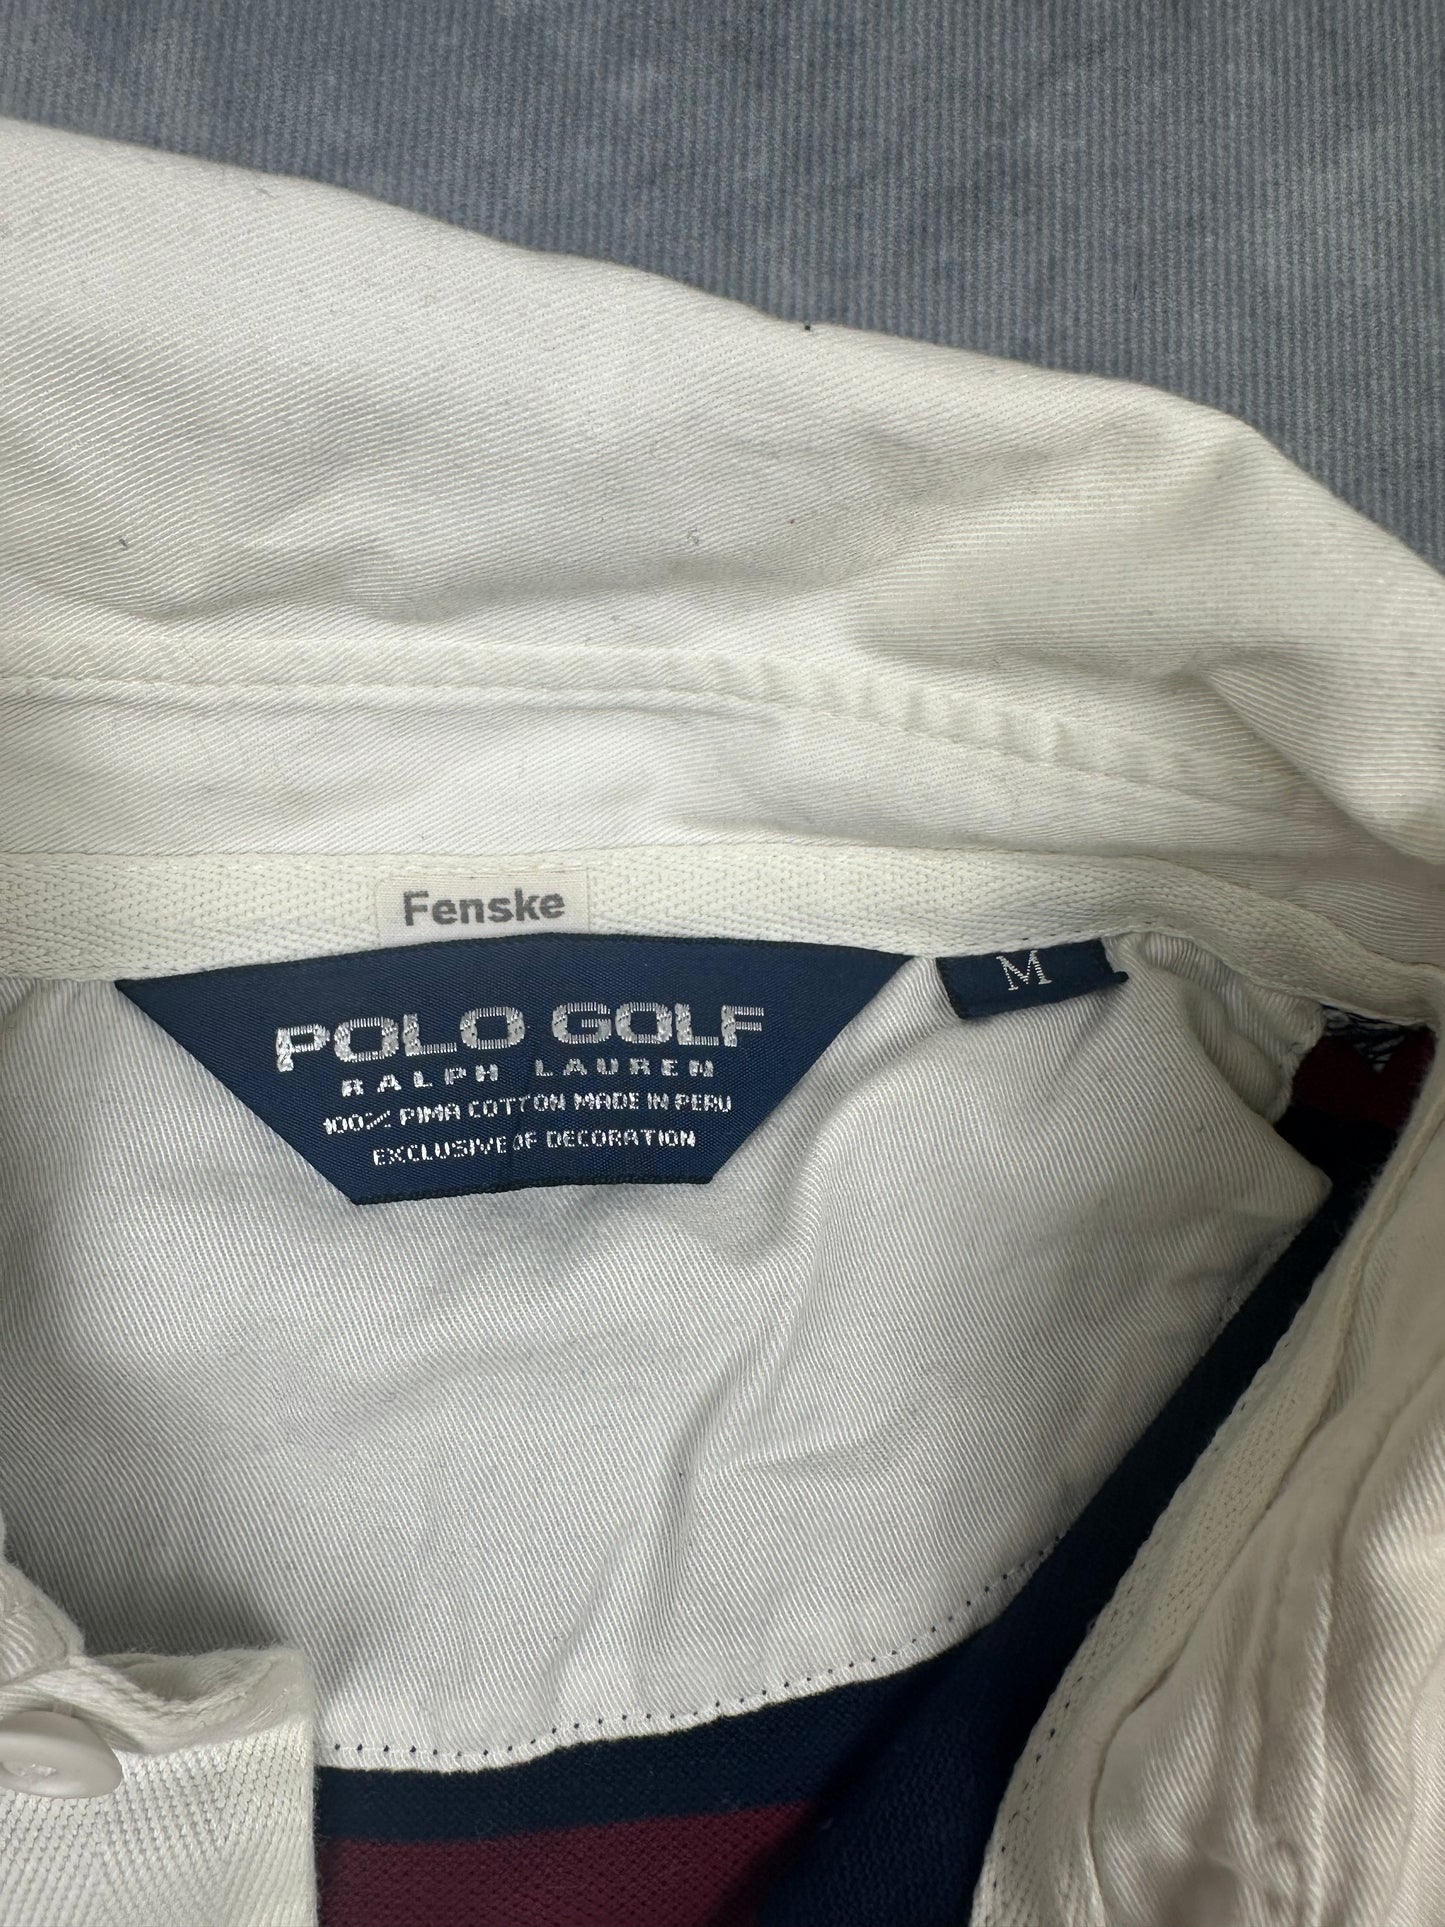 Fenske
POLO GOLF
RALPH LAUREN
100% PIMA COTTON MADE IN PERU
EXCLUSIVE OF DECORATION
M